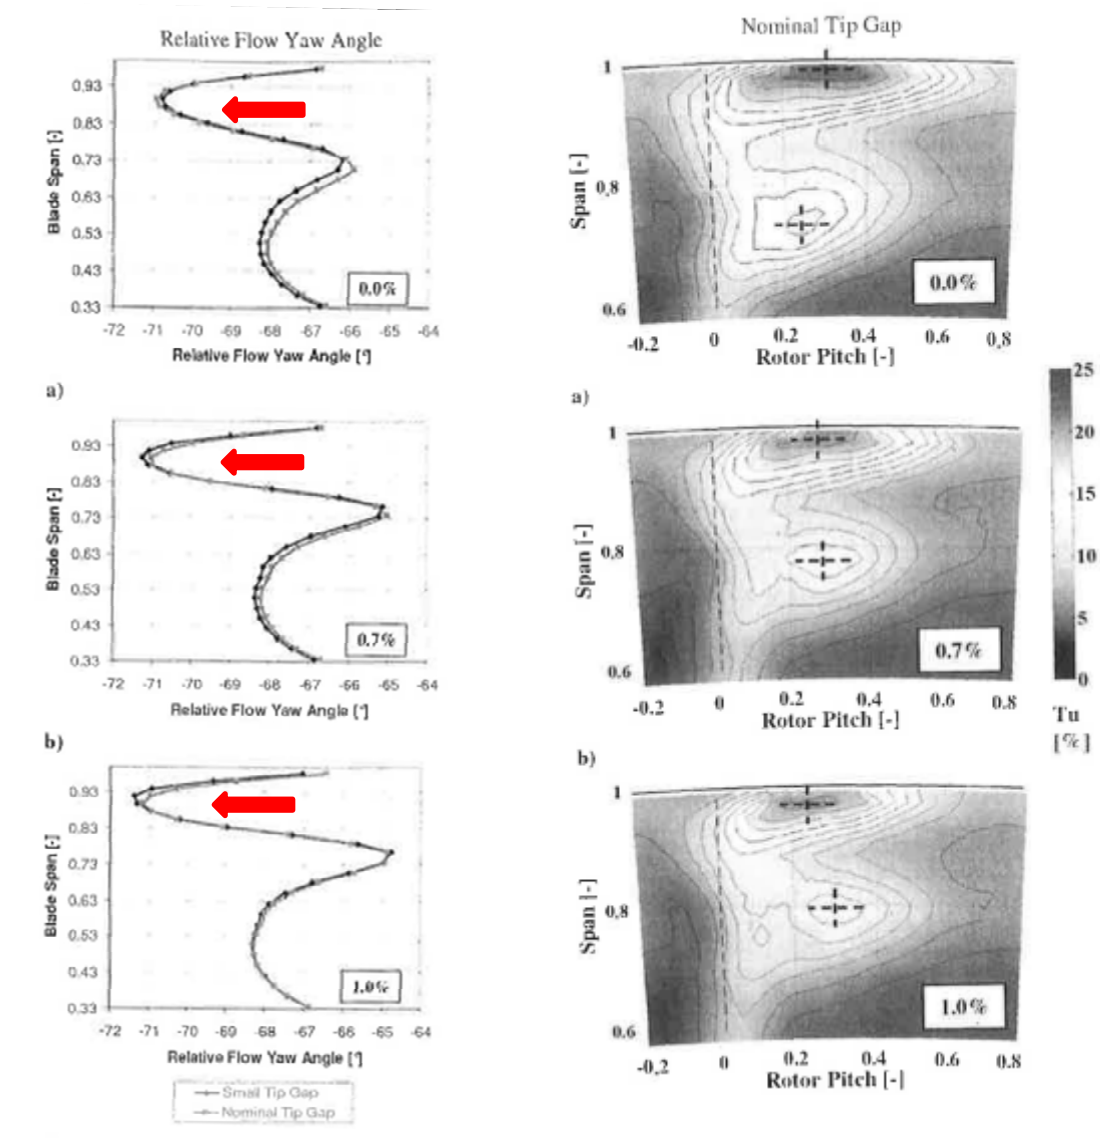 Relative Flow Yaw Angle
0.93
0.83
0.73
0.63
0.53
0.43
0.33
Blade Span [-]
0.0%
-72 -71 -70 -69 -68 -67 -66 -65 -64
Relative Flow Yaw Angle [°]
a)
0.93
0.83
0.73
0.63
0.53
0.43
0.33
Blade Span [-]
0.7%
-72 -71 -70 -69 -68 -67 -66 -65 -64
Relative Flow Yaw Angle [°]
b)
0.93
0.83
0.73
0.63
0.53
0.43
0.33
Blade Span [-]
1.0%
-72 -71 -70 -69 -68 -67 -66 -65 -64
Relative Flow Yaw Angle [°]
Small Tip Gap
Nominal Tip Gap
Nominal Tip Gap
1
0.8
0.6
Span [-]
0.0%
-0.2 0 0.2 0.4 0.6 0.8
Rotor Pitch [-]
a)
1
0.8
0.6
Span [-]
0.7%
-0.2 0 0.2 0.4 0.6 0.8
Rotor Pitch [-]
b)
1
0.8
0.6
Span [-]
1.0%
-0.2 0 0.2 0.4 0.6 0.8
Rotor Pitch [-]
25
20
15
10
5
0
Tu
[%]